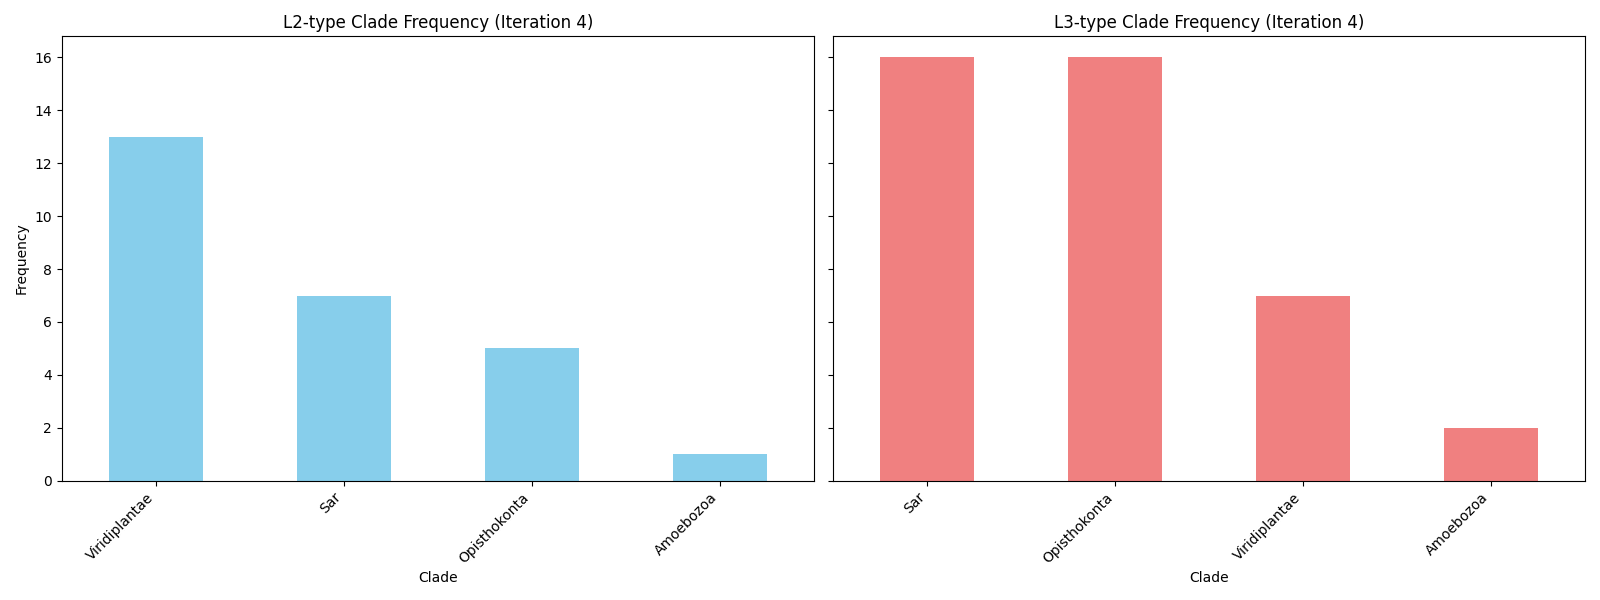 L2-type Clade Frequency (Iteration 4)
Frequency
16
14
12
10
8
6
4
2
0
Viridiplantae
Sar
Opisthokonta
Amoebozoa
Clade
L3-type Clade Frequency (Iteration 4)
Sar
Opisthokonta
Viridiplantae
Amoebozoa
Clade